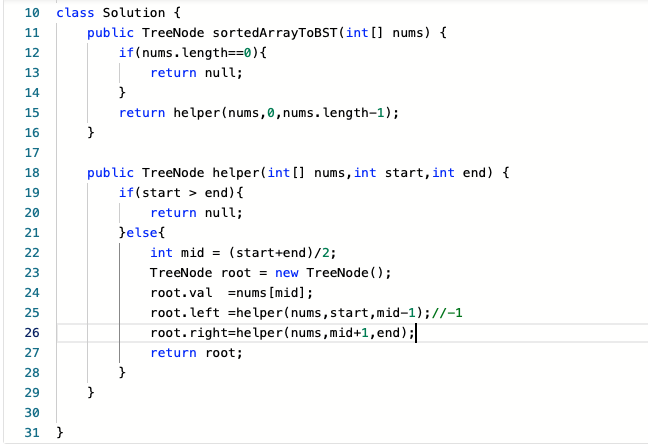 10 class Solution {
11     public TreeNode sortedArrayToBST(int[] nums) {
12         if(nums.length==0){
13             return null;
14         }
15         return helper(nums,0,nums.length-1);
16     }
17
18     public TreeNode helper(int[] nums,int start,int end) {
19         if(start > end){
20             return null;
21         }else{
22             int mid = (start+end)/2;
23             TreeNode root = new TreeNode();
24             root.val  =nums[mid];
25             root.left =helper(nums,start,mid-1);//-1
26             root.right=helper(nums,mid+1,end);
27             return root;
28         }
29     }
30
31 }